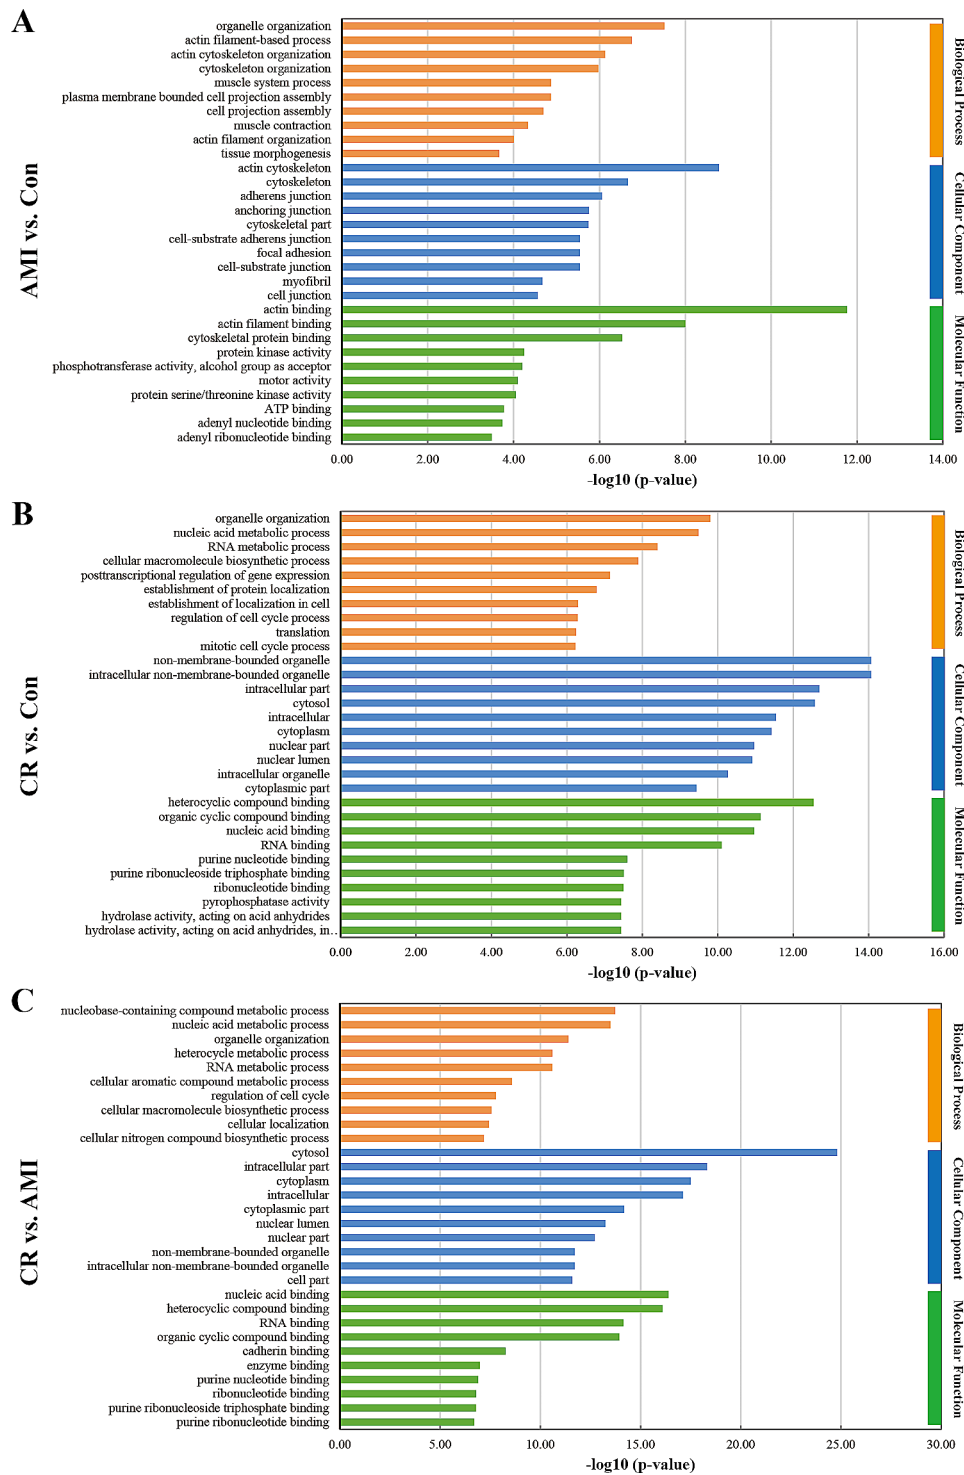 A
AMI vs. Con
organelle organization
actin filament-based process
actin cytoskeleton organization
cytoskeleton organization
muscle system process
plasma membrane bounded cell projection assembly
cell projection assembly
muscle contraction
actin filament organization
tissue morphogenesis
actin cytoskeleton
cytoskeleton
adherens junction
anchoring junction
cytoskeletal part
cell-substrate adherens junction
focal adhesion
cell-substrate junction
myofibril
cell junction
actin binding
actin filament binding
cytoskeletal protein binding
protein kinase activity
phosphotransferase activity, alcohol group as acceptor
motor activity
protein serine/threonine kinase activity
ATP binding
adenyl nucleotide binding
adenyl ribonucleotide binding
0.00 2.00 4.00 6.00 8.00 10.00 12.00 14.00
-log10 (p-value)
Biological Process
Cellular Component
Molecular Function
B
CR vs. Con
organelle organization
nucleic acid metabolic process
RNA metabolic process
cellular macromolecule biosynthetic process
posttranscriptional regulation of gene expression
establishment of protein localization
establishment of localization in cell
regulation of cell cycle process
translation
mitotic cell cycle process
non-membrane-bounded organelle
intracellular non-membrane-bounded organelle
intracellular part
cytosol
intracellular
cytoplasm
nuclear part
nuclear lumen
intracellular organelle
cytoplasmic part
heterocyclic compound binding
organic cyclic compound binding
nucleic acid binding
RNA binding
purine nucleotide binding
purine ribonucleoside triphosphate binding
ribonucleotide binding
pyrophosphatase activity
hydrolase activity, acting on acid anhydrides
hydrolase activity, acting on acid anhydrides, in…
0.00 2.00 4.00 6.00 8.00 10.00 12.00 14.00 16.00
-log10 (p-value)
Biological Process
Cellular Component
Molecular Function
C
CR vs. AMI
nucleobase-containing compound metabolic process
nucleic acid metabolic process
organelle organization
heterocycle metabolic process
RNA metabolic process
cellular aromatic compound metabolic process
regulation of cell cycle
cellular macromolecule biosynthetic process
cellular localization
cellular nitrogen compound biosynthetic process
cytosol
intracellular part
cytoplasm
intracellular
cytoplasmic part
nuclear lumen
nuclear part
non-membrane-bounded organelle
intracellular non-membrane-bounded organelle
cell part
nucleic acid binding
heterocyclic compound binding
RNA binding
organic cyclic compound binding
cadherin binding
enzyme binding
purine nucleotide binding
ribonucleotide binding
purine ribonucleoside triphosphate binding
purine ribonucleotide binding
0.00 5.00 10.00 15.00 20.00 25.00 30.00
-log10 (p-value)
Biological Process
Cellular Component
Molecular Function